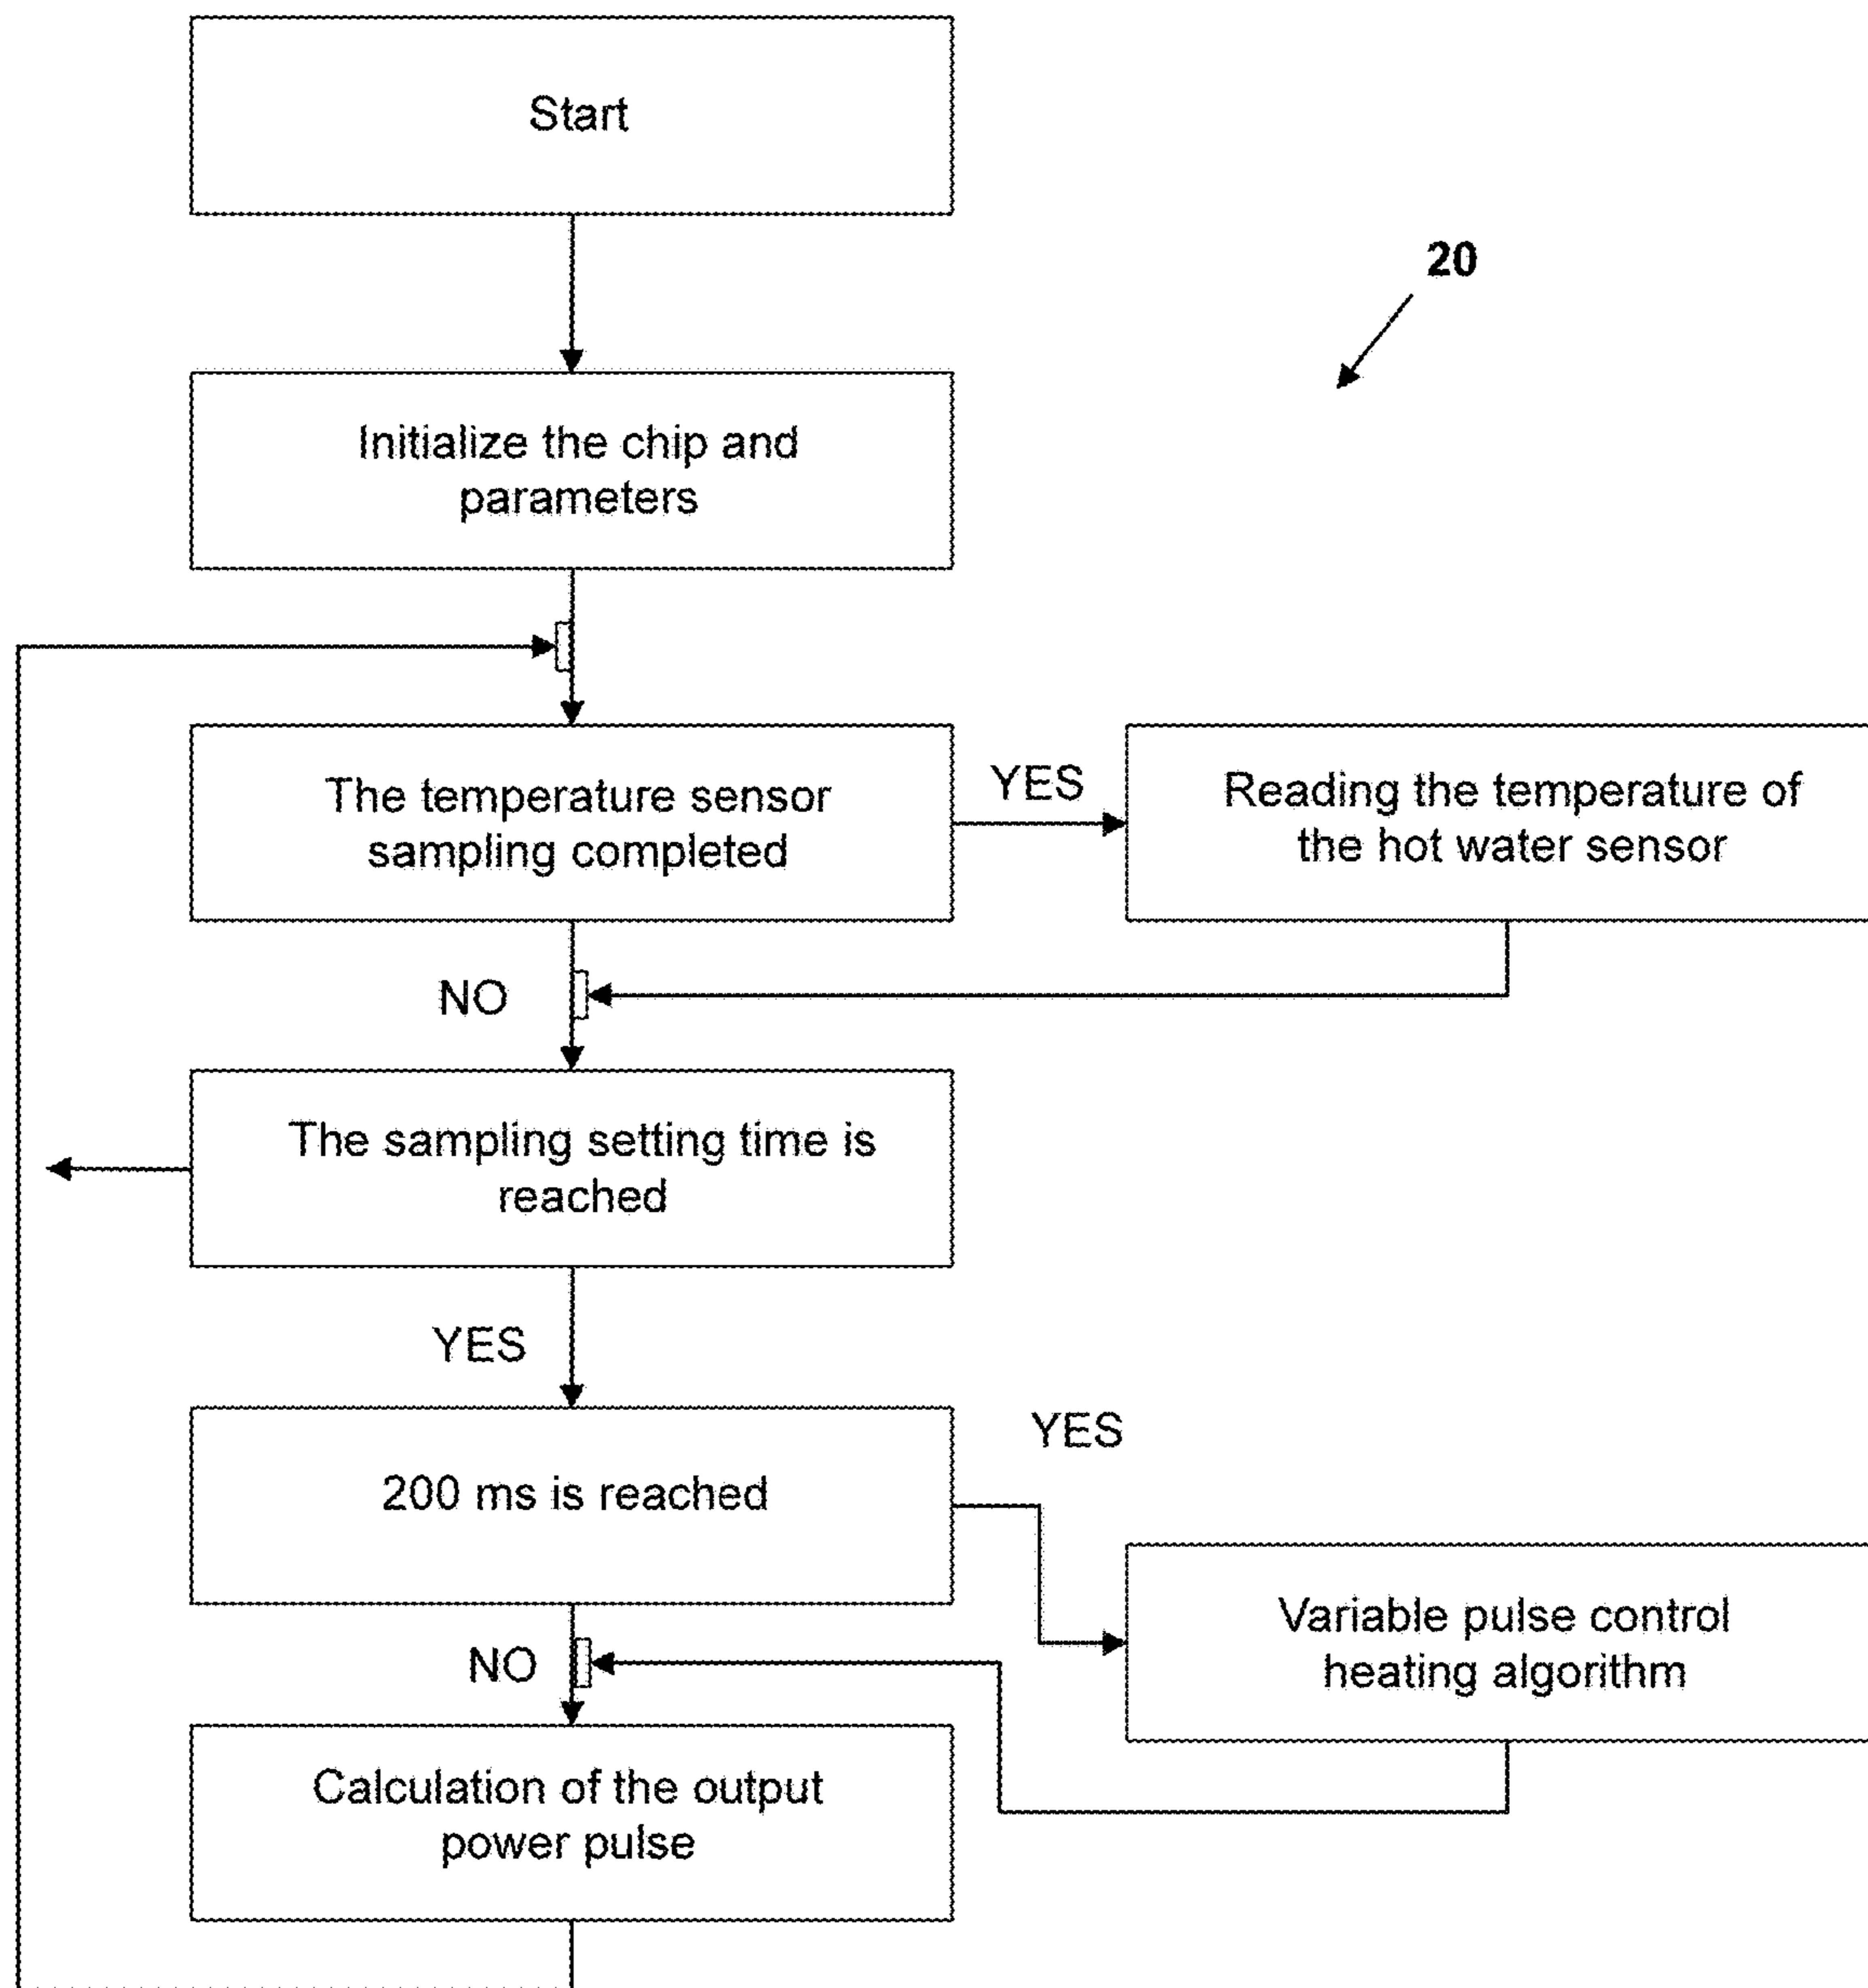 Start
20
Initialize the chip and
parameters
The temperature sensor
sampling completed
YES
Reading the temperature of
the hot water sensor
NO
The sampling setting time is
reached
YES
200 ms is reached
YES
Variable pulse control
heating algorithm
NO
Calculation of the output
power pulse